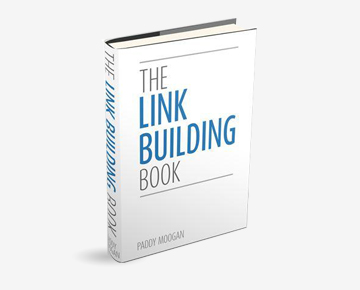 THE
LINK
BUILDING
BOOK
PADDY MOOGAN
THE LINK BUILDING BOOK